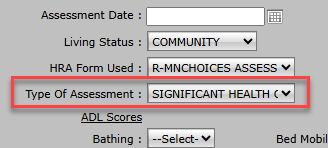 Assessment Date :
Living Status : COMMUNITY
HRA Form Used : R-MNCHOICES ASSESS
Type Of Assessment : SIGNIFICANT HEALTH
ADL Scores
Bathing : --Select- Bed Mobil